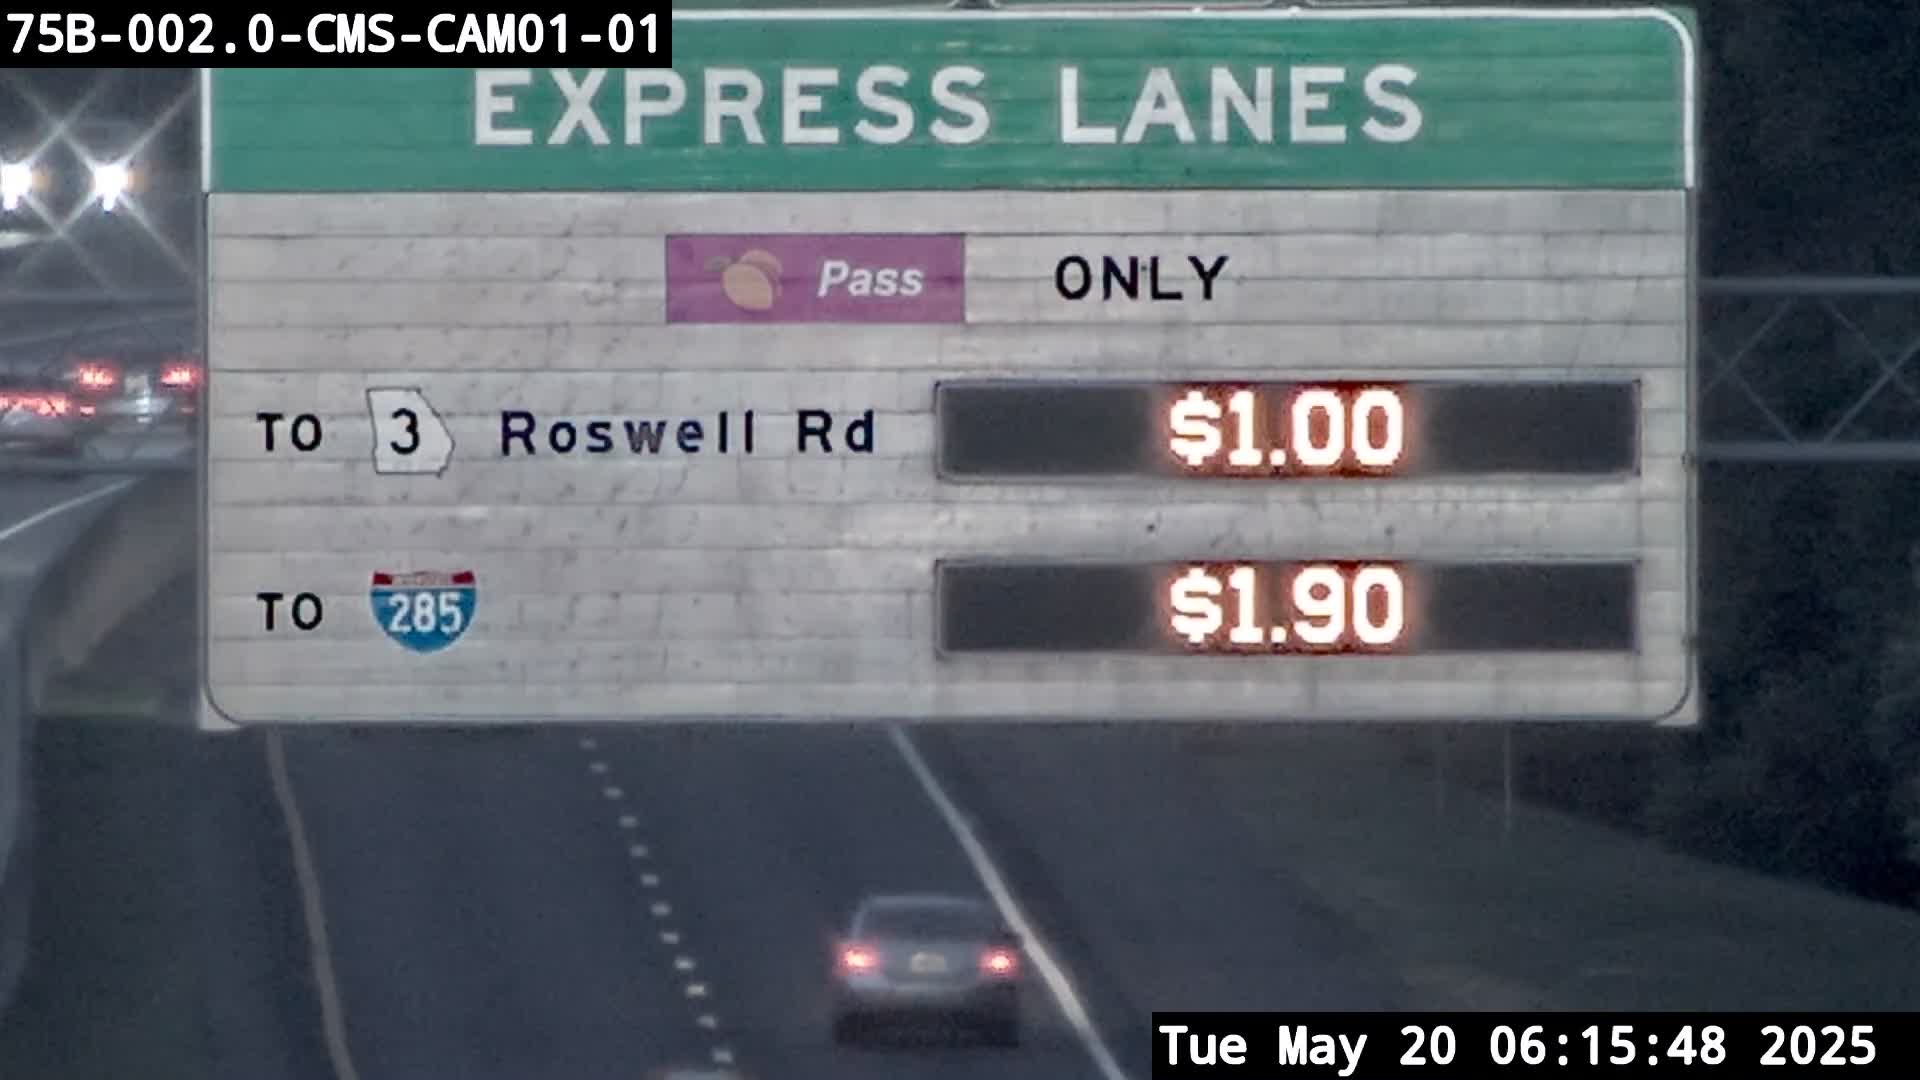 75B-002.0-CMS-CAM01-01
EXPRESS LANES
Pass ONLY
TO 3 Roswell Rd $1.00
TO 285 $1.90
Tue May 20 06:15:48 2025